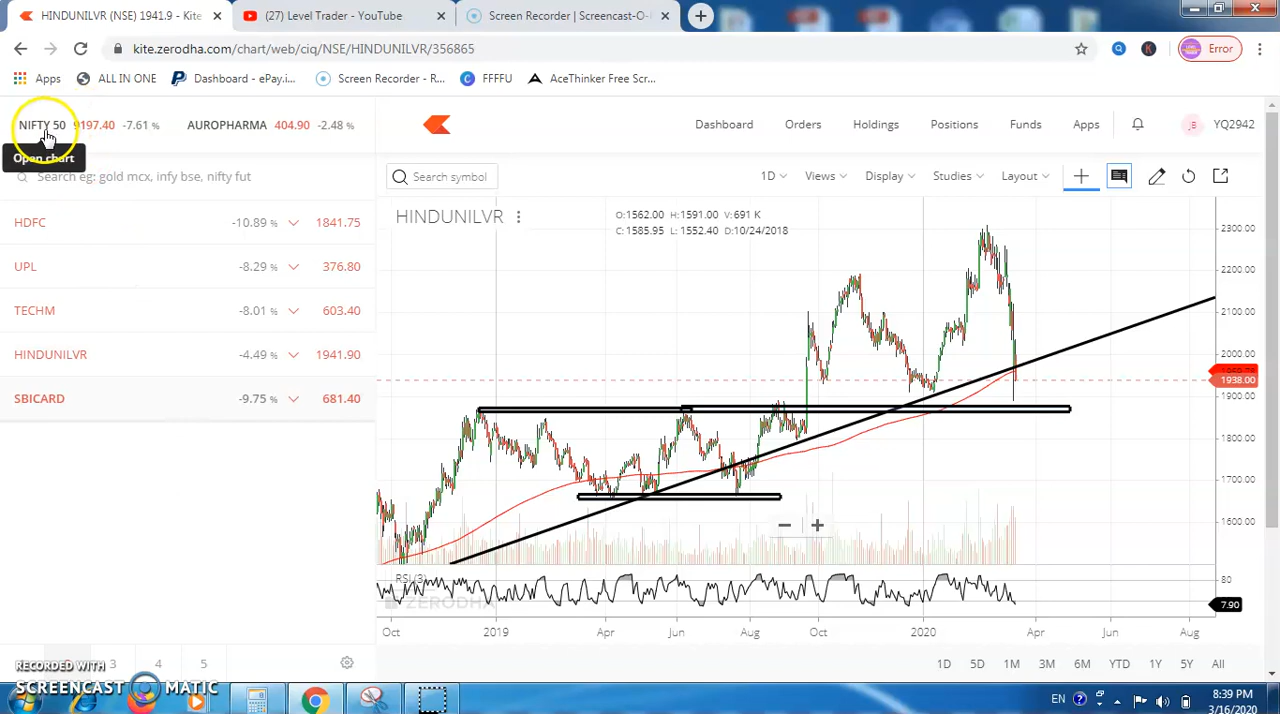 HINDUNILVR (NSE) 1941.9 - Kite
(27) Level Trader - YouTube
Screen Recorder | Screencast-O-
kite.zerodha.com/chart/web/ciq/NSE/HINDUNILVR/356865
Error
Apps ALL IN ONE Dashboard - ePay.i... Screen Recorder - R... FFFFU AceThinker Free Scr...
NIFTY 50 9197.40 -7.61 % AUROPHARMA 404.90 -2.48 %
Dashboard Orders Holdings Positions Funds Apps YQ2942
Open chart
Search eg: gold mcx, infy bse, nifty fut
Search symbol 1D Views Display Studies Layout
HDFC -10.89 % 1841.75
UPL -8.29 % 376.80
TECHM -8.01 % 603.40
HINDUNILVR -4.49 % 1941.90
SBICARD -9.75 % 681.40
HINDUNILVR
O:1562.00 H:1591.00 V:691 K
C:1585.95 L:1552.40 D:10/24/2018
2300.00
2200.00
2100.00
2000.00
1938.00
1900.00
1800.00
1700.00
1600.00
RSI (3)
80
ZERODHA
7.90
Oct 2019 Apr Jun Aug Oct 2020 Apr Jun Aug
3 4 5
1D 5D 1M 3M 6M YTD 1Y 5Y All
RECORDED WITH
SCREENCAST MATIC
EN
8:39 PM
3/16/2020